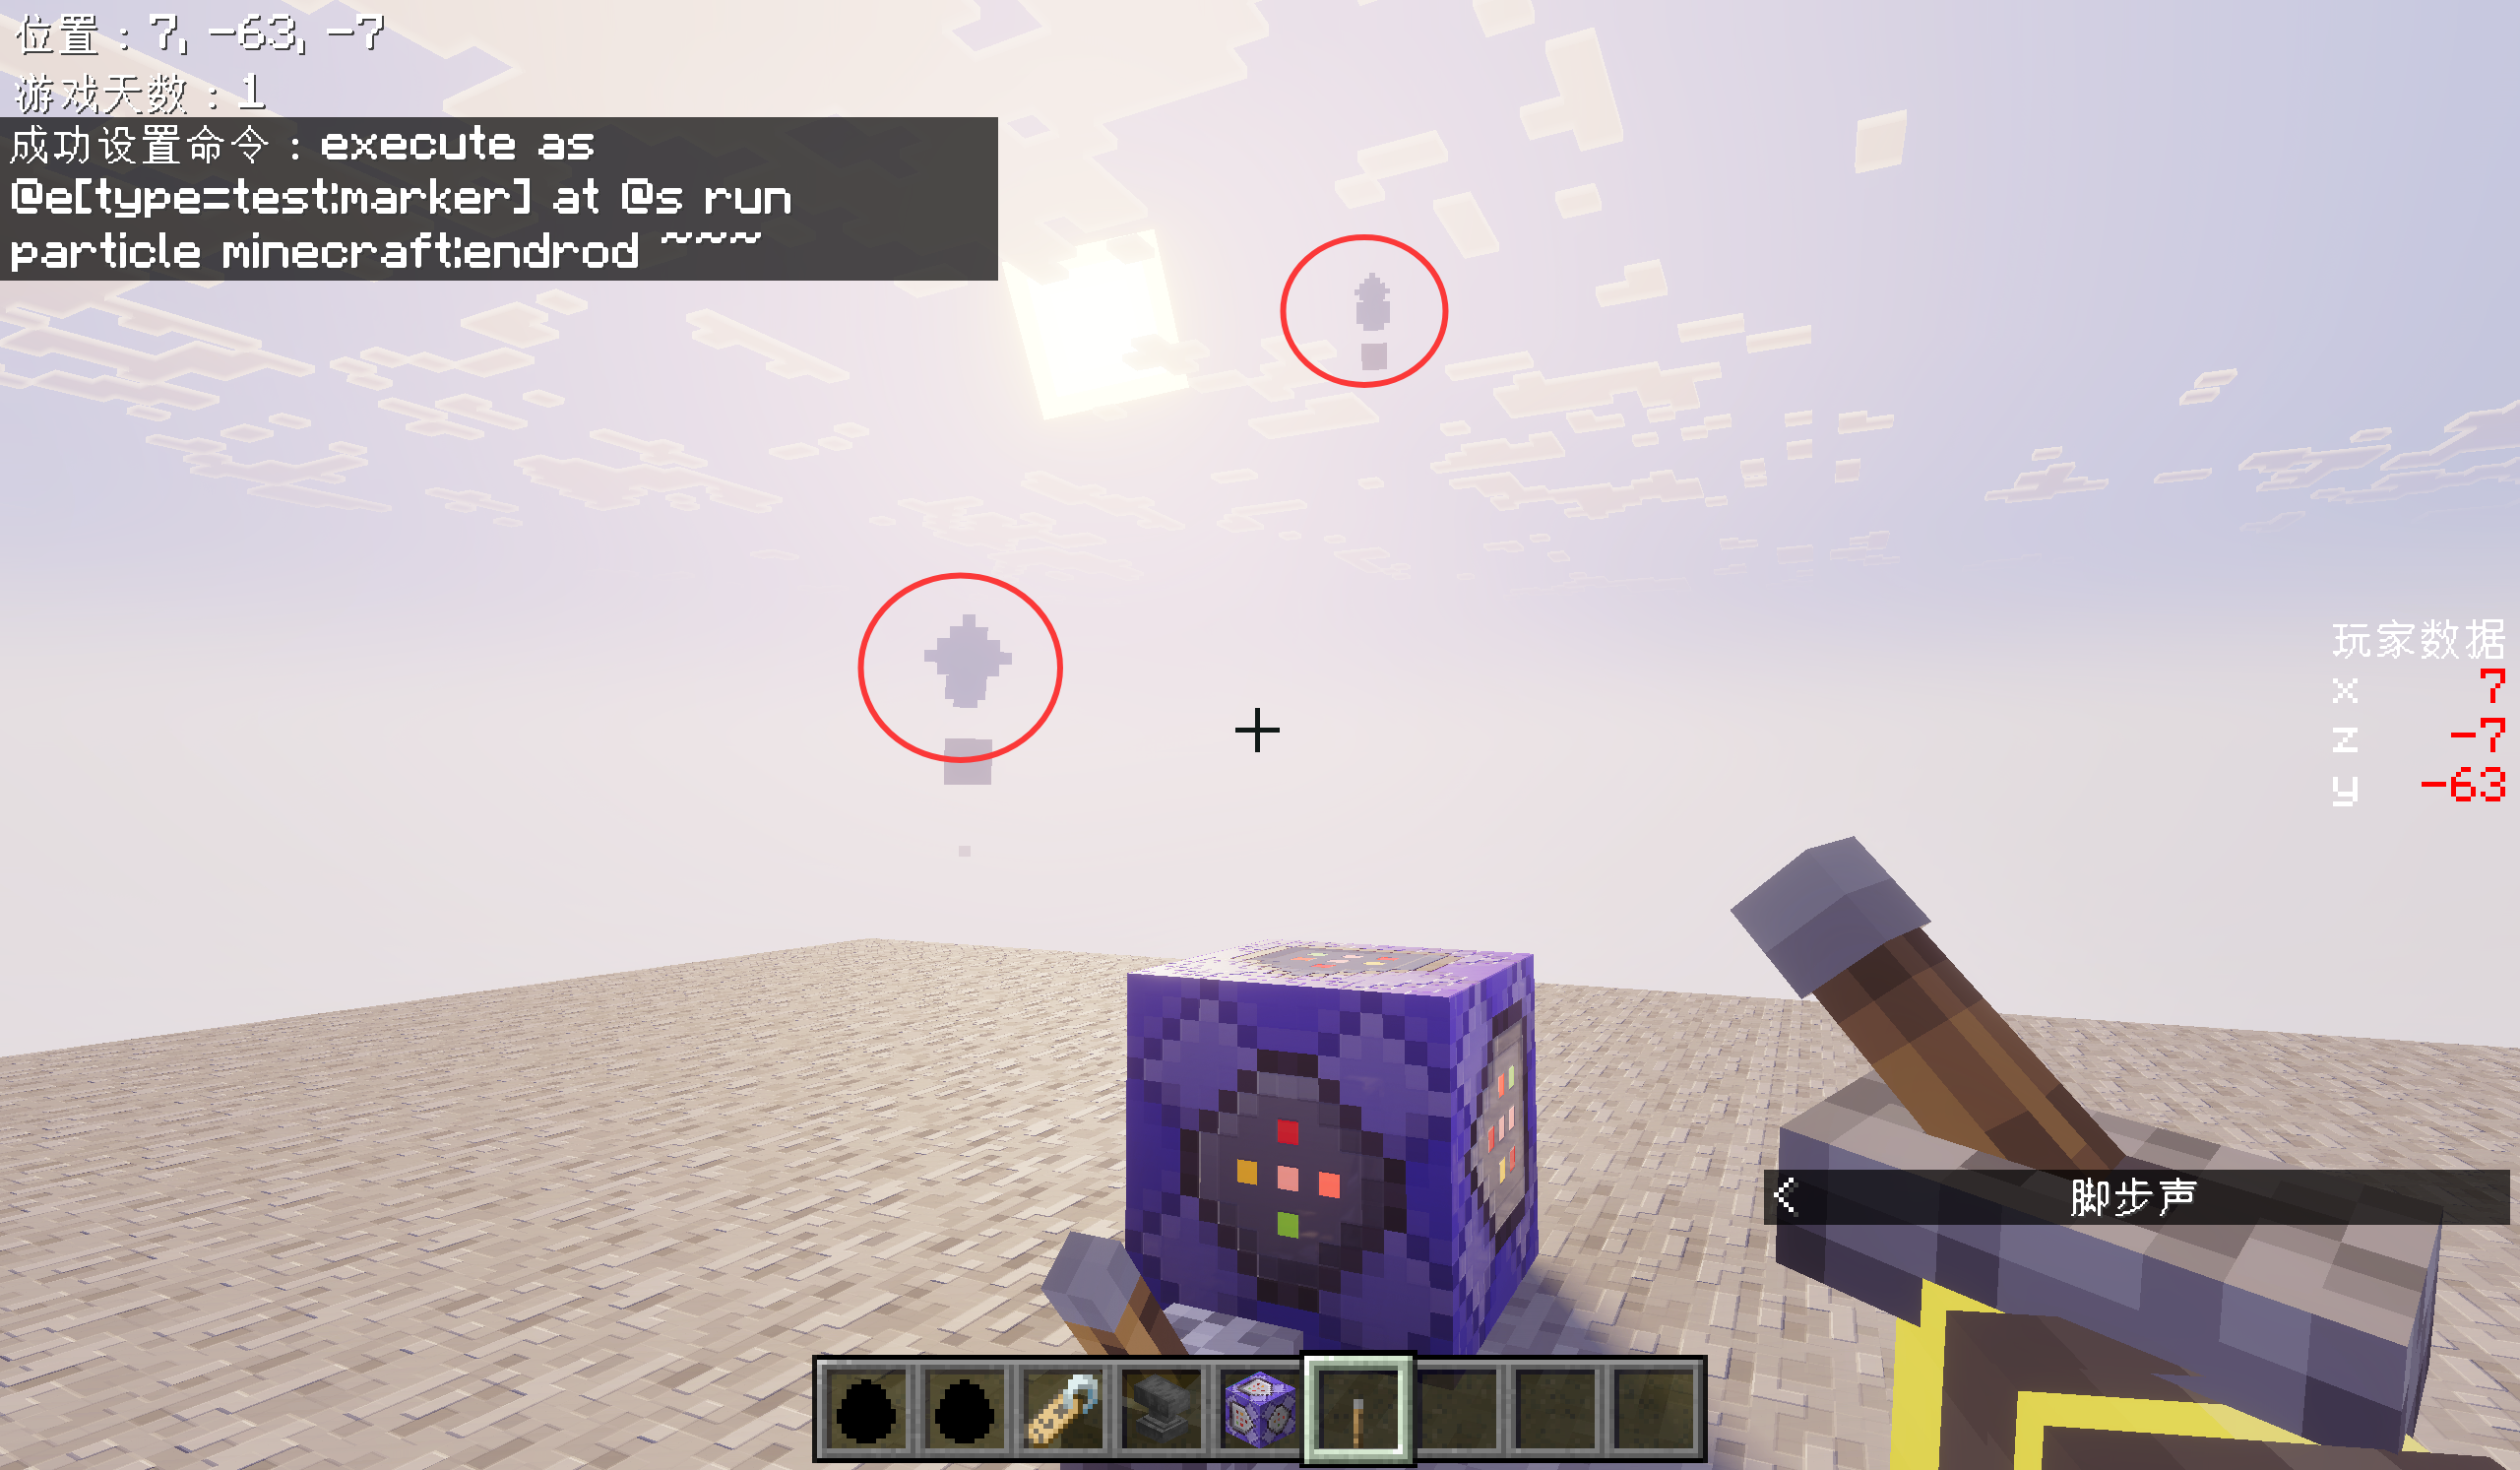 位置：7, -63, -7
游戏天数：1
成功设置命令：execute as
@e[type=test:marker] at @s run
particle minecraft:endrod ~~~
玩家数据
x 7
z -7
y -63
< 脚步声